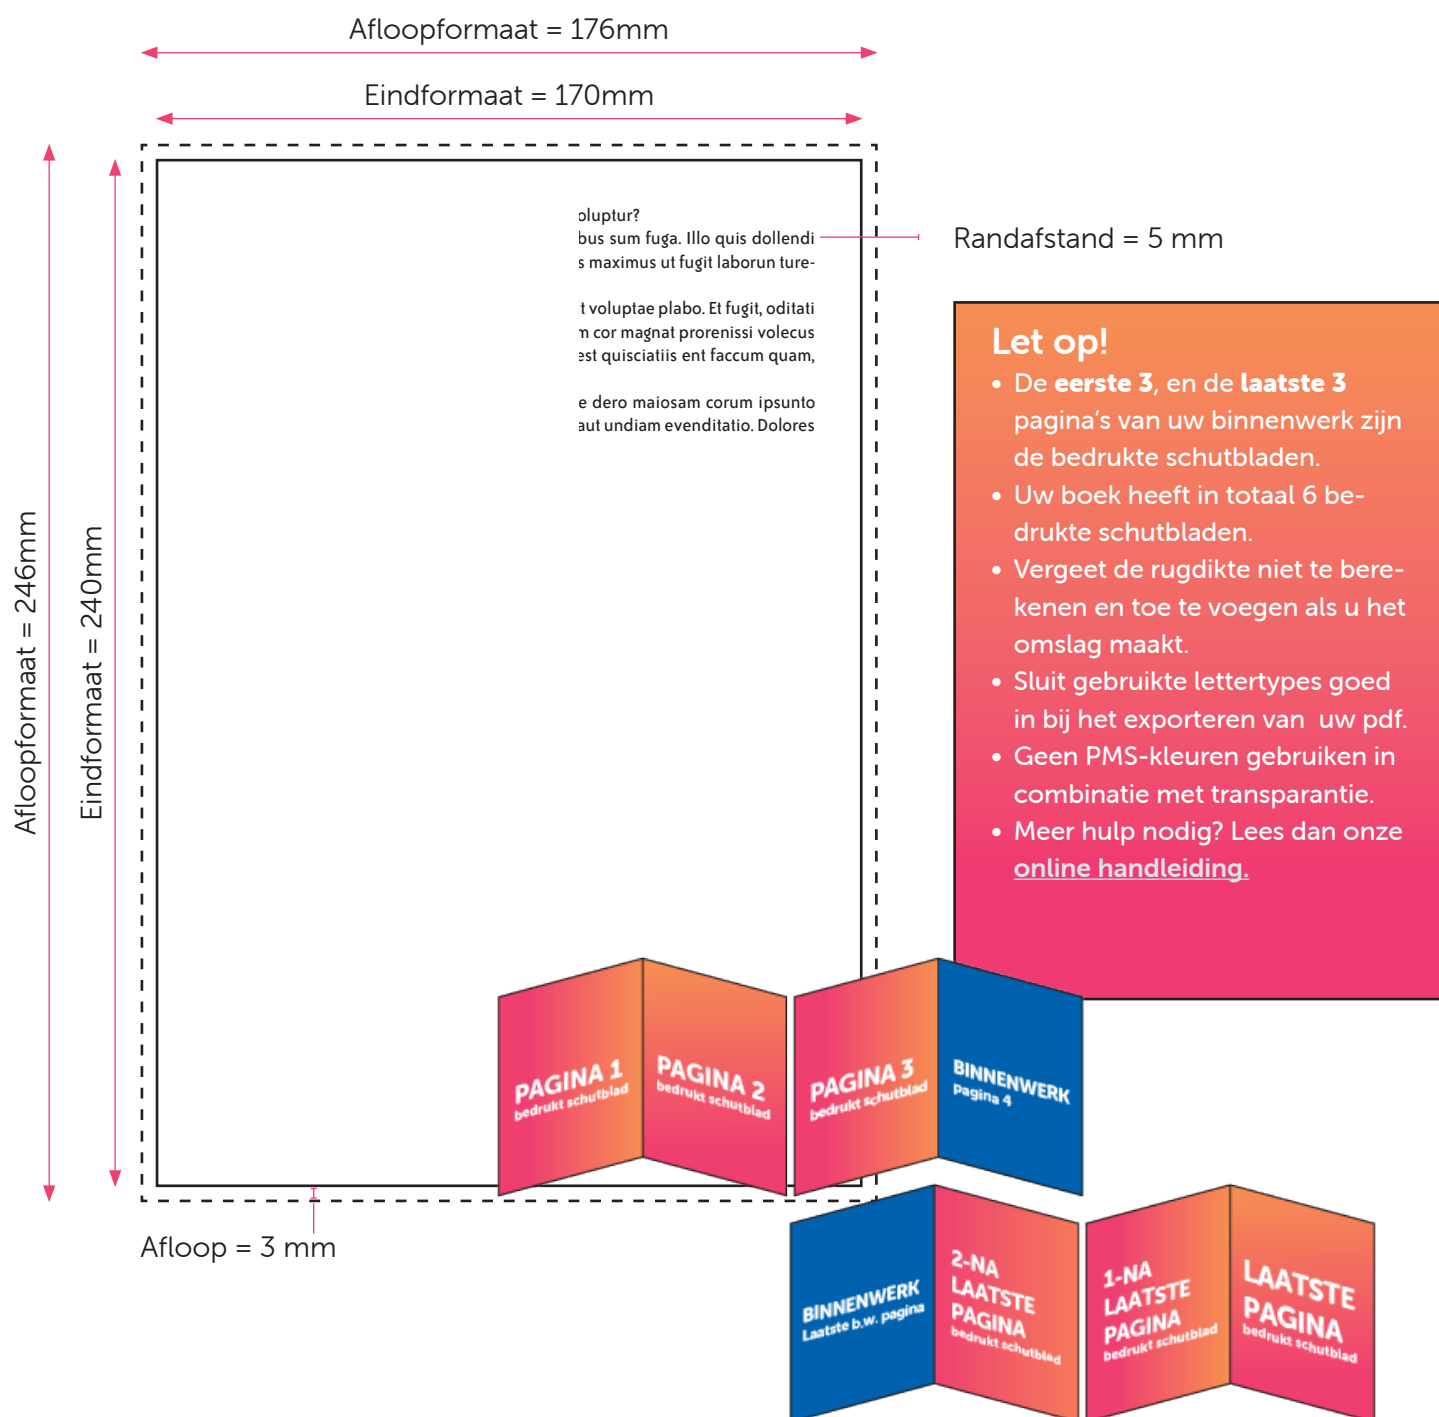 Afloopformaat = 176mm
Eindformaat = 170mm
Afloopformaat = 246mm
Eindformaat = 240mm
oluptur?
bus sum fuga. Illo quis dollendi
s maximus ut fugit laborun ture-
t voluptae plabo. Et fugit, oditati
m cor magnat prorenissi volecus
est quisciatiis ent faccum quam,
e dero maiosam corum ipsunto
aut undiam evenditatio. Dolores
Randafstand = 5 mm
Let op!
• De eerste 3, en de laatste 3
pagina's van uw binnenwerk zijn
de bedrukte schutbladen.
• Uw boek heeft in totaal 6 be-
drukte schutbladen.
• Vergeet de rugdikte niet te bere-
kenen en toe te voegen als u het
omslag maakt.
• Sluit gebruikte lettertypes goed
in bij het exporteren van  uw pdf.
• Geen PMS-kleuren gebruiken in
combinatie met transparantie.
• Meer hulp nodig? Lees dan onze
online handleiding.
PAGINA 1
bedrukt schutblad
PAGINA 2
bedrukt schutblad
PAGINA 3
bedrukt schutblad
BINNENWERK
pagina 4
Afloop = 3 mm
BINNENWERK
Laatste b.w. pagina
2-NA
LAATSTE
PAGINA
bedrukt schutblad
1-NA
LAATSTE
PAGINA
bedrukt schutblad
LAATSTE
PAGINA
bedrukt schutblad